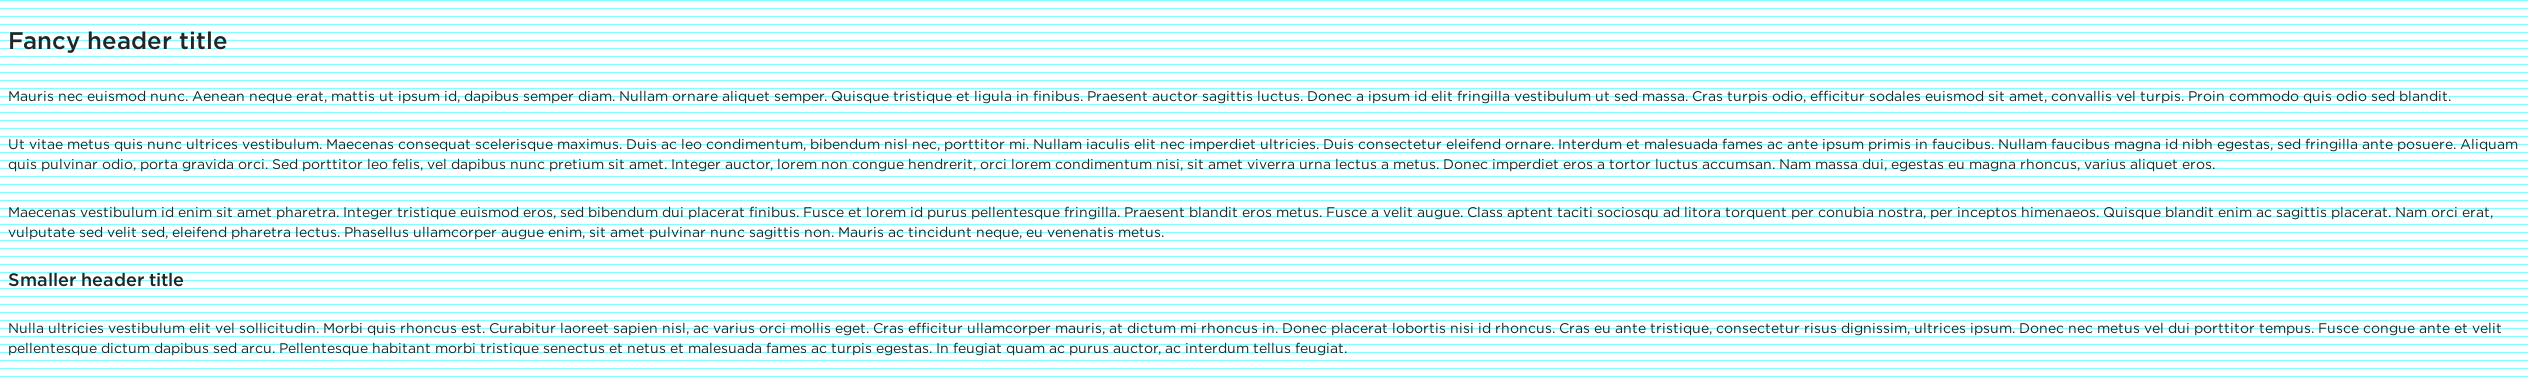 Fancy header title
Mauris nec euismod nunc. Aenean neque erat, mattis ut ipsum id, dapibus semper diam. Nullam ornare aliquet semper. Quisque tristique et ligula in finibus. Praesent auctor sagittis luctus. Donec a ipsum id elit fringilla vestibulum ut sed massa. Cras turpis odio, efficitur sodales euismod sit amet, convallis vel turpis. Proin commodo quis odio sed blandit.
Ut vitae metus quis nunc ultrices vestibulum. Maecenas consequat scelerisque maximus. Duis ac leo condimentum, bibendum nisl nec, porttitor mi. Nullam iaculis elit nec imperdiet ultricies. Duis consectetur eleifend ornare. Interdum et malesuada fames ac ante ipsum primis in faucibus. Nullam faucibus magna id nibh egestas, sed fringilla ante posuere. Aliquam
quis pulvinar odio, porta gravida orci. Sed porttitor leo felis, vel dapibus nunc pretium sit amet. Integer auctor, lorem non congue hendrerit, orci lorem condimentum nisi, sit amet viverra urna lectus a metus. Donec imperdiet eros a tortor luctus accumsan. Nam massa dui, egestas eu magna rhoncus, varius aliquet eros.
Maecenas vestibulum id enim sit amet pharetra. Integer tristique euismod eros, sed bibendum dui placerat finibus. Fusce et lorem id purus pellentesque fringilla. Praesent blandit eros metus. Fusce a velit augue. Class aptent taciti sociosqu ad litora torquent per conubia nostra, per inceptos himenaeos. Quisque blandit enim ac sagittis placerat. Nam orci erat,
vulputate sed velit sed, eleifend pharetra lectus. Phasellus ullamcorper augue enim, sit amet pulvinar nunc sagittis non. Mauris ac tincidunt neque, eu venenatis metus.
Smaller header title
Nulla ultricies vestibulum elit vel sollicitudin. Morbi quis rhoncus est. Curabitur laoreet sapien nisl, ac varius orci mollis eget. Cras efficitur ullamcorper mauris, at dictum mi rhoncus in. Donec placerat lobortis nisi id rhoncus. Cras eu ante tristique, consectetur risus dignissim, ultrices ipsum. Donec nec metus vel dui porttitor tempus. Fusce congue ante et velit
pellentesque dictum dapibus sed arcu. Pellentesque habitant morbi tristique senectus et netus et malesuada fames ac turpis egestas. In feugiat quam ac purus auctor, ac interdum tellus feugiat.